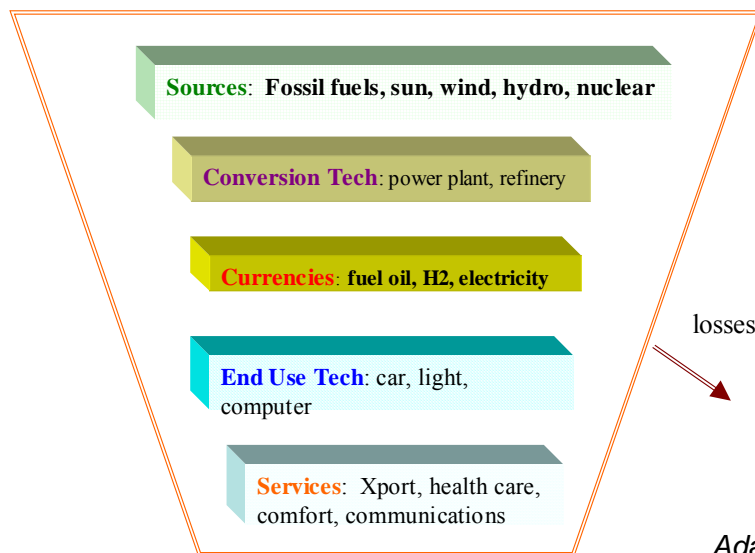 Sources: Fossil fuels, sun, wind, hydro, nuclear
Conversion Tech: power plant, refinery
Currencies: fuel oil, H2, electricity
losses
End Use Tech: car, light,
computer
Services: Xport, health care,
comfort, communications
Ada